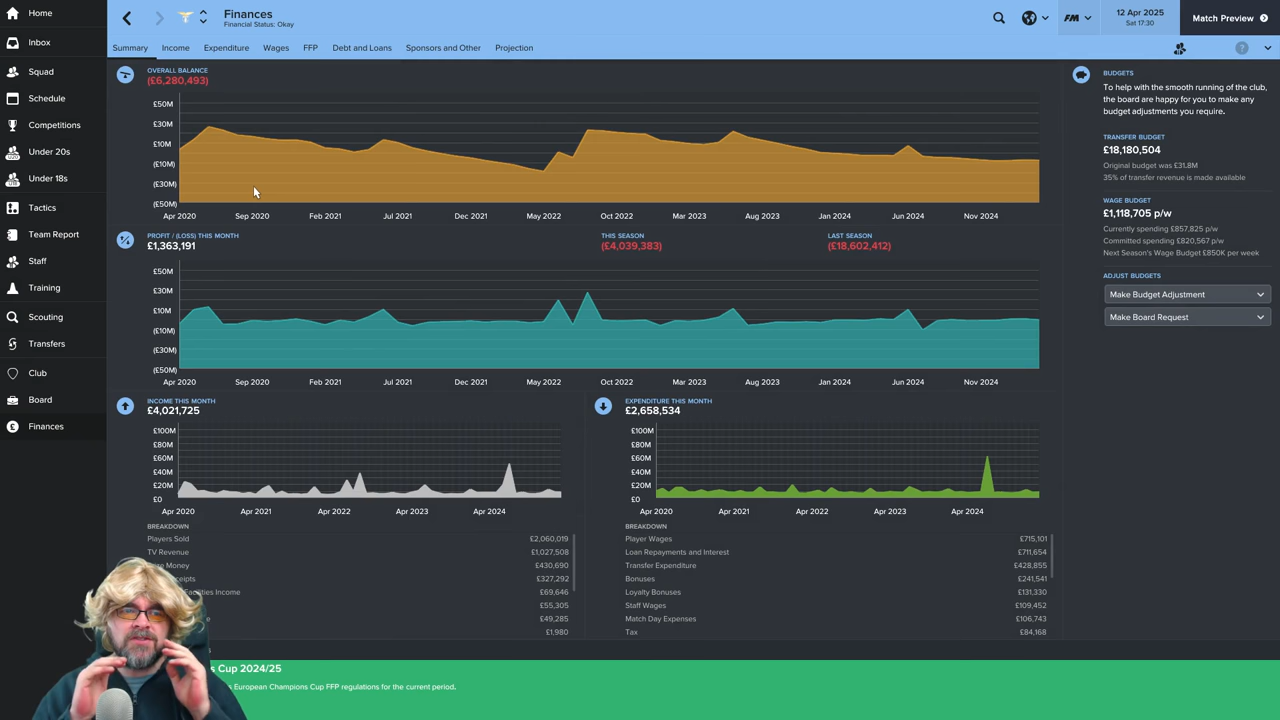 Home
Inbox
Squad
Schedule
Competitions
Under 20s
Under 18s
Tactics
Team Report
Staff
Training
Scouting
Transfers
Club
Board
Finances
Finances
Financial Status: Okay
FM
12 Apr 2025
Sat 17:30
Match Preview
Summary Income Expenditure Wages FFP Debt and Loans Sponsors and Other Projection
OVERALL BALANCE
(£6,280,493)
£50M
£30M
£10M
(£10M)
(£30M)
(£50M)
Apr 2020 Sep 2020 Feb 2021 Jul 2021 Dec 2021 May 2022 Oct 2022 Mar 2023 Aug 2023 Jan 2024 Jun 2024 Nov 2024
PROFIT / (LOSS) THIS MONTH
£1,363,191
THIS SEASON
(£4,039,383)
LAST SEASON
(£18,602,412)
£50M
£30M
£10M
(£10M)
(£30M)
(£50M)
Apr 2020 Sep 2020 Feb 2021 Jul 2021 Dec 2021 May 2022 Oct 2022 Mar 2023 Aug 2023 Jan 2024 Jun 2024 Nov 2024
INCOME THIS MONTH
£4,021,725
£100M
£80M
£60M
£40M
£20M
£0
Apr 2020 Apr 2021 Apr 2022 Apr 2023 Apr 2024
BREAKDOWN
Players Sold £2,060,019
TV Revenue £1,027,508
Money £430,690
£327,292
Facilities Income £69,646
£55,305
£49,285
£1,980
EXPENDITURE THIS MONTH
£2,658,534
£100M
£80M
£60M
£40M
£20M
£0
Apr 2020 Apr 2021 Apr 2022 Apr 2023 Apr 2024
BREAKDOWN
Player Wages £715,101
Loan Repayments and Interest £711,654
Transfer Expenditure £428,855
Bonuses £241,541
Loyalty Bonuses £131,330
Staff Wages £109,452
Match Day Expenses £106,743
Tax £84,168
BUDGETS
To help with the smooth running of the club,
the board are happy for you to make any
budget adjustments you require.
TRANSFER BUDGET
£18,180,504
Original budget was £31.8M
35% of transfer revenue is made available
WAGE BUDGET
£1,118,705 p/w
Currently spending £857,825 p/w
Committed spending £820,567 p/w
Next Season's Wage Budget £850K per week
ADJUST BUDGETS
Make Budget Adjustment
Make Board Request
Cup 2024/25
European Champions Cup FFP regulations for the current period.